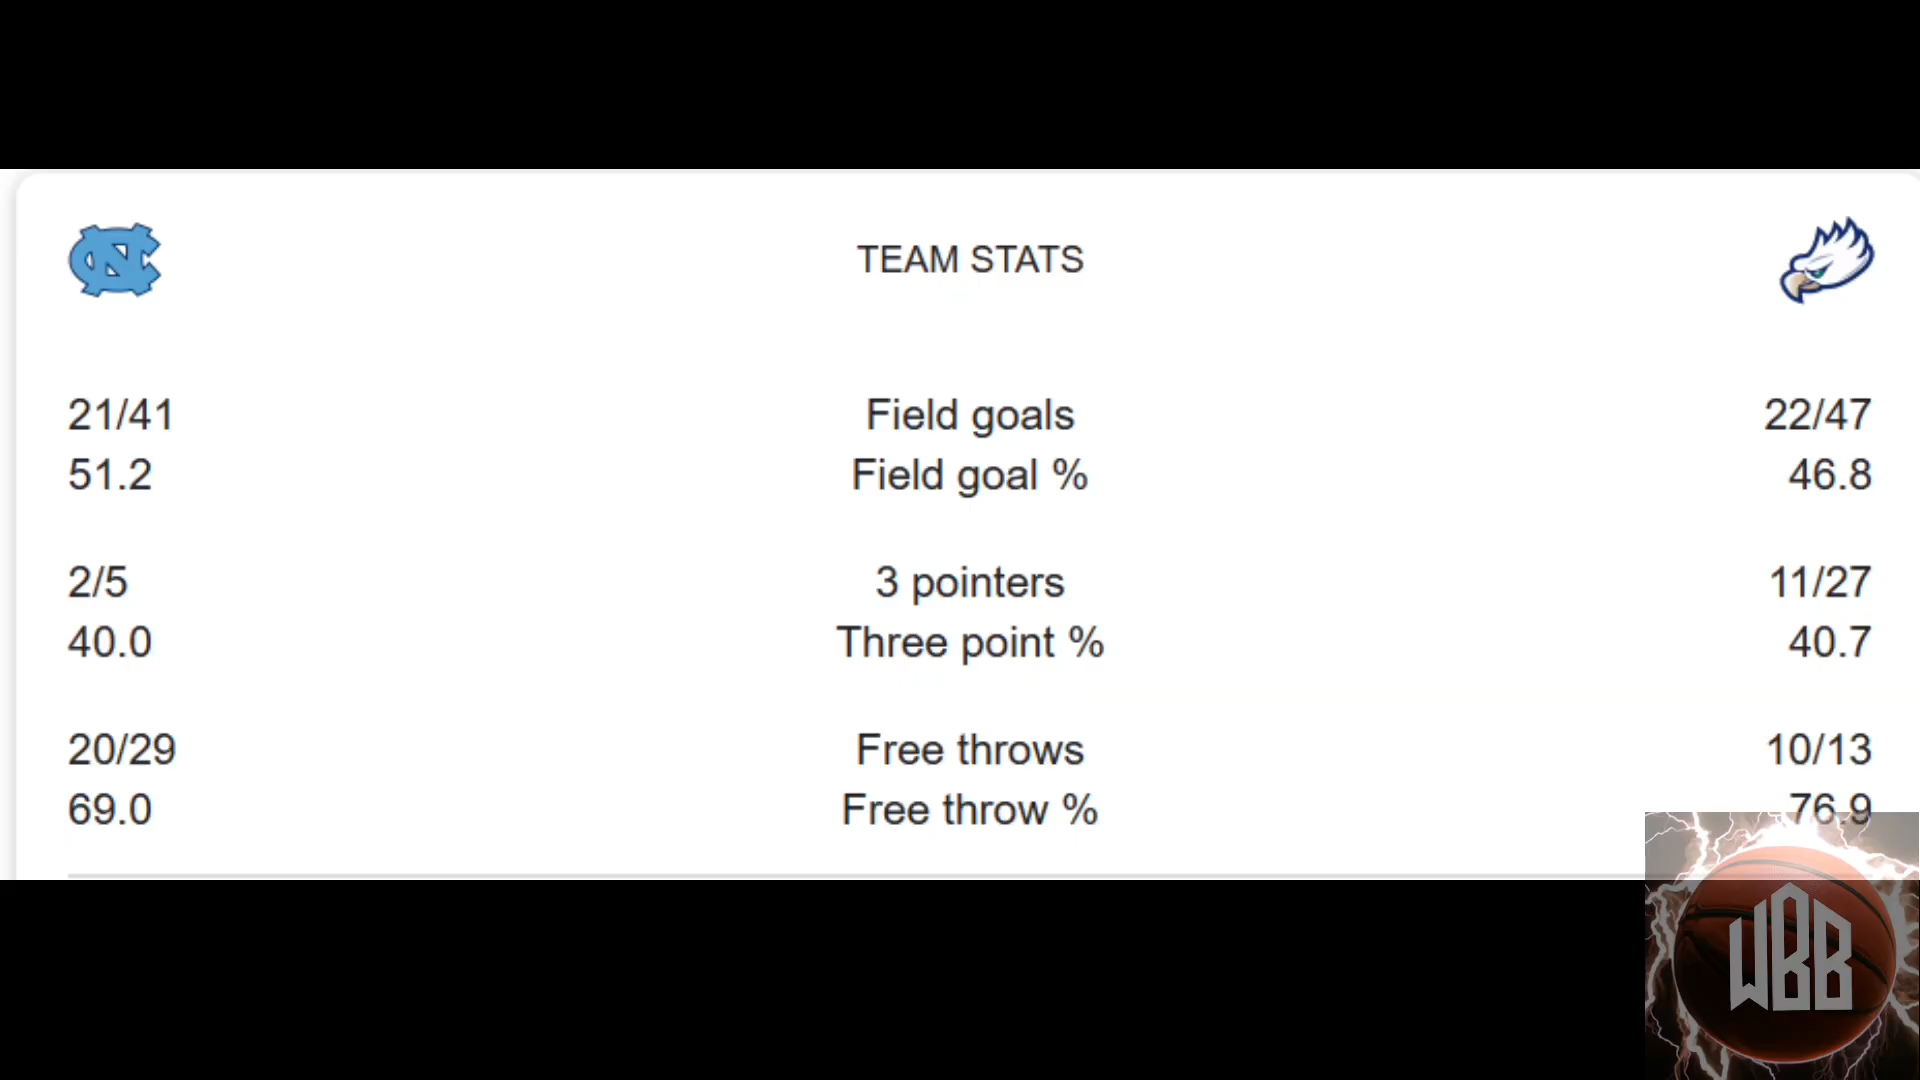 NC
TEAM STATS
21/41 Field goals 22/47
51.2 Field goal % 46.8
2/5 3 pointers 11/27
40.0 Three point % 40.7
20/29 Free throws 10/13
69.0 Free throw % 76.9
WBB